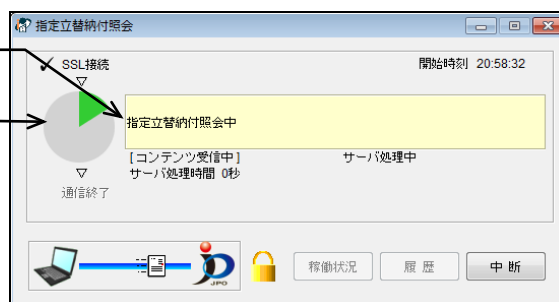 指定立替納付照会
✓ SSL接続
開始時刻 20:58:32
▽
指定立替納付照会中
[コンテンツ受信中] サーバ処理中
▽ サーバ処理時間 0秒
通信終了
JPO
稼働状況 履 歴 中 断